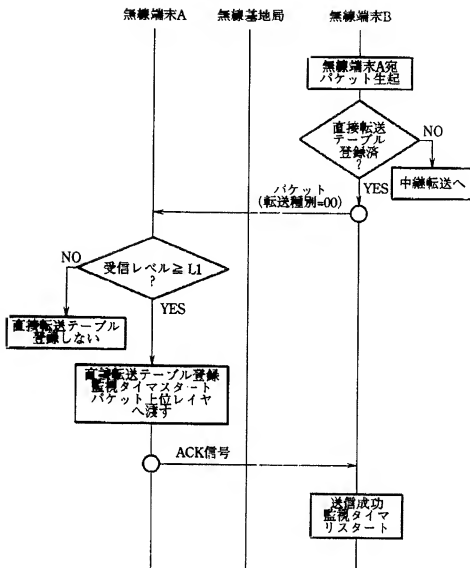 無線端末A
無線基地局
無線端末B
無線端末A宛
パケット生起
直接転送
テーブル
登録済
?
NO
YES
中継転送へ
パケット
(転送種別=00)
受信レベル≧L1
?
NO
YES
直接転送テーブル
登録しない
直接転送テーブル登録
監視タイマスタート
パケット上位レイヤ
へ渡す
ACK信号
送信成功
監視タイマ
リスタート